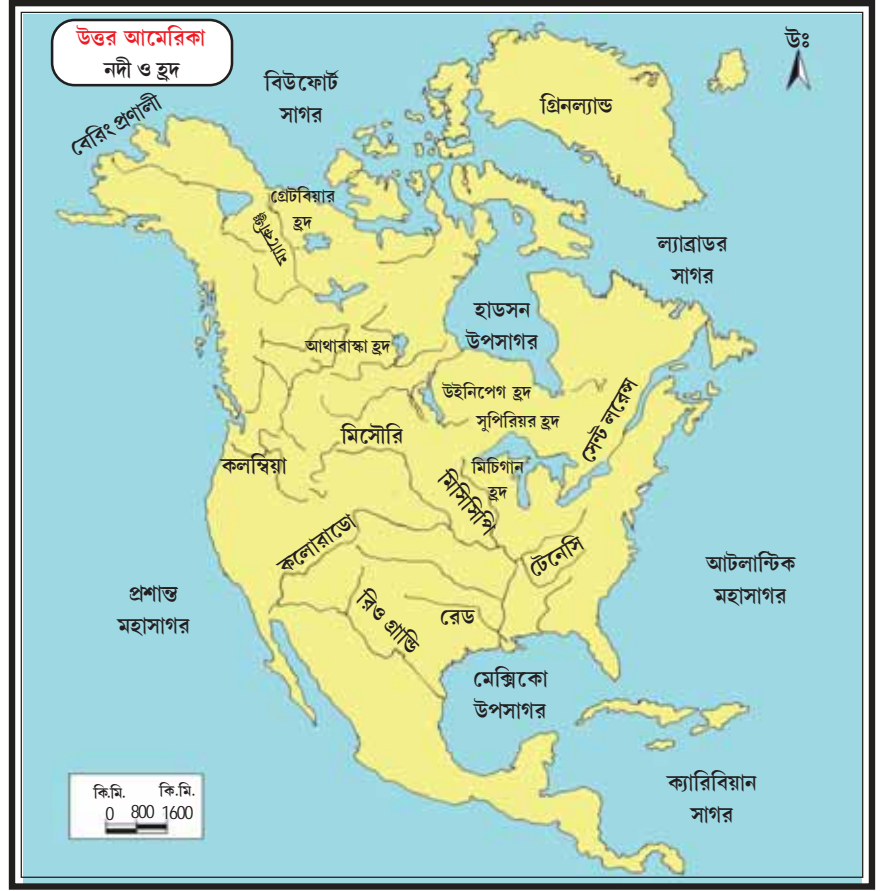 উত্তর আমেরিকা
নদী ও হ্রদ
উঃ
বিউফোর্ট
সাগর
গ্রিনল্যান্ড
বেরিং প্রণালী
গ্রেটবিয়ার
হ্রদ
ম্যাকেঞ্জি
ল্যাব্রাডর
সাগর
হাডসন
উপসাগর
আথাবাস্কা হ্রদ
উইনিপেগ হ্রদ
সুপিরিয়র হ্রদ
সেন্ট লরেন্স
মিসৌরি
কলম্বিয়া
মিচিগান
হ্রদ
মিসিসিপি
কলোরাডো
টেনেসি
আটলান্টিক
মহাসাগর
প্রশান্ত
মহাসাগর
রিও গ্রান্ডি
রেড
মেক্সিকো
উপসাগর
ক্যারিবিয়ান
সাগর
কি.মি. কি.মি.
0 800 1600